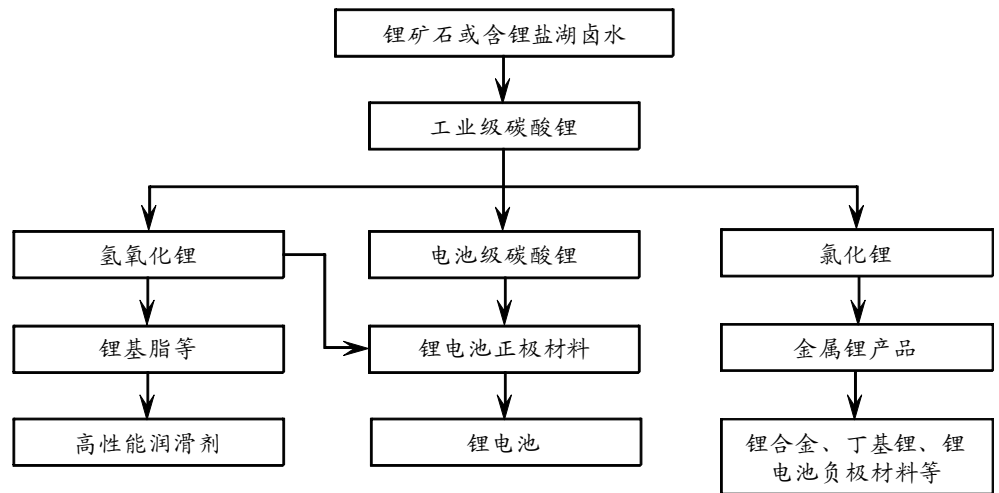 锂矿石或含锂盐湖卤水
工业级碳酸锂
氢氧化锂
电池级碳酸锂
氯化锂
锂基脂等
锂电池正极材料
金属锂产品
高性能润滑剂
锂电池
锂合金、丁基锂、锂
电池负极材料等